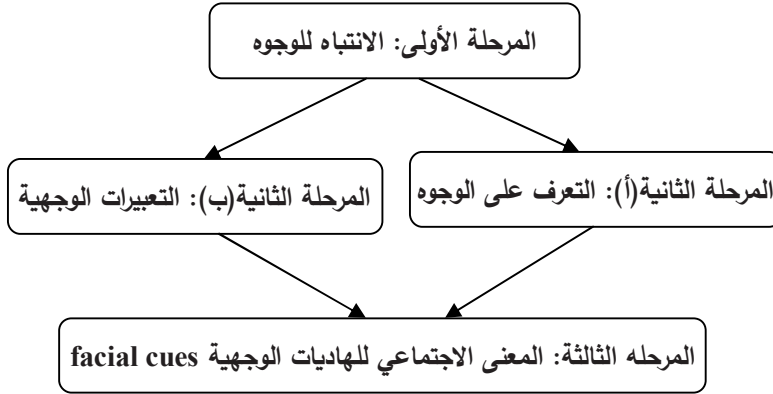 المرحلة الأولى: الانتباه للوجوه
المرحلة الثانية(أ): التعرف على الوجوه
المرحلة الثانية(ب): التعبيرات الوجهية
المرحله الثالثة: المعنى الاجتماعي للهاديات الوجهية facial cues